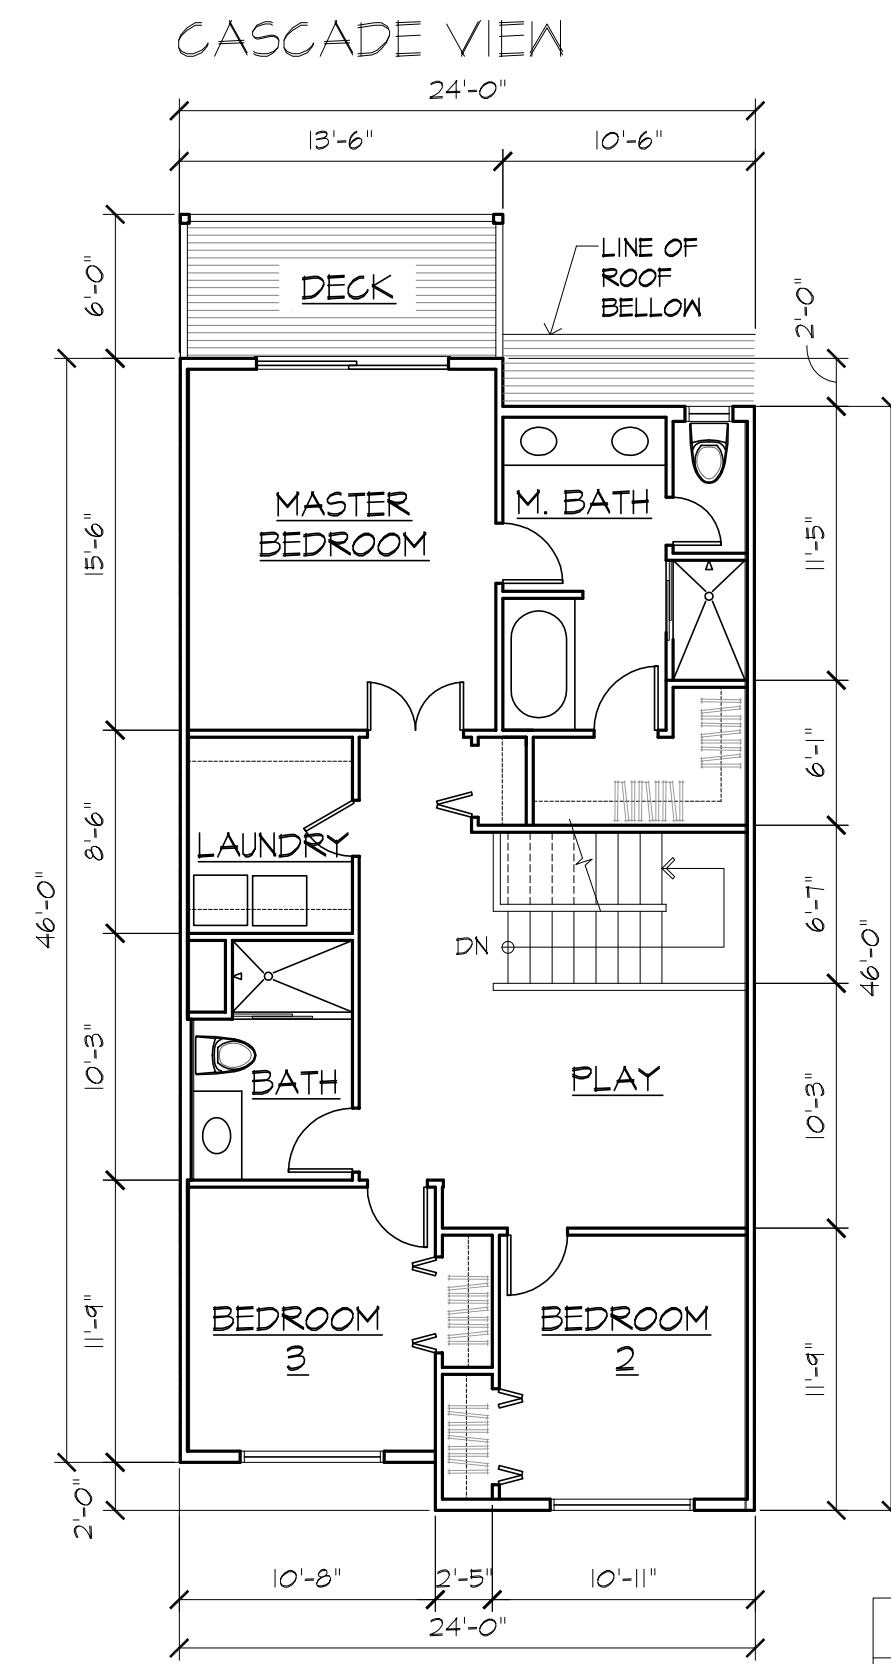 CASCADE VIEW
24'-0"
13'-6"
10'-6"
6'-0"
DECK
LINE OF
ROOF
BELLOW
2'-0"
MASTER
BEDROOM
M. BATH
15'-6"
11'-5"
6'-1"
8'-6"
LAUNDRY
46'-0"
6'-7"
46'-0"
DN
10'-3"
BATH
PLAY
10'-3"
11'-9"
BEDROOM
3
BEDROOM
2
11'-9"
2'-0"
10'-8"
2'-5"
10'-11"
24'-0"